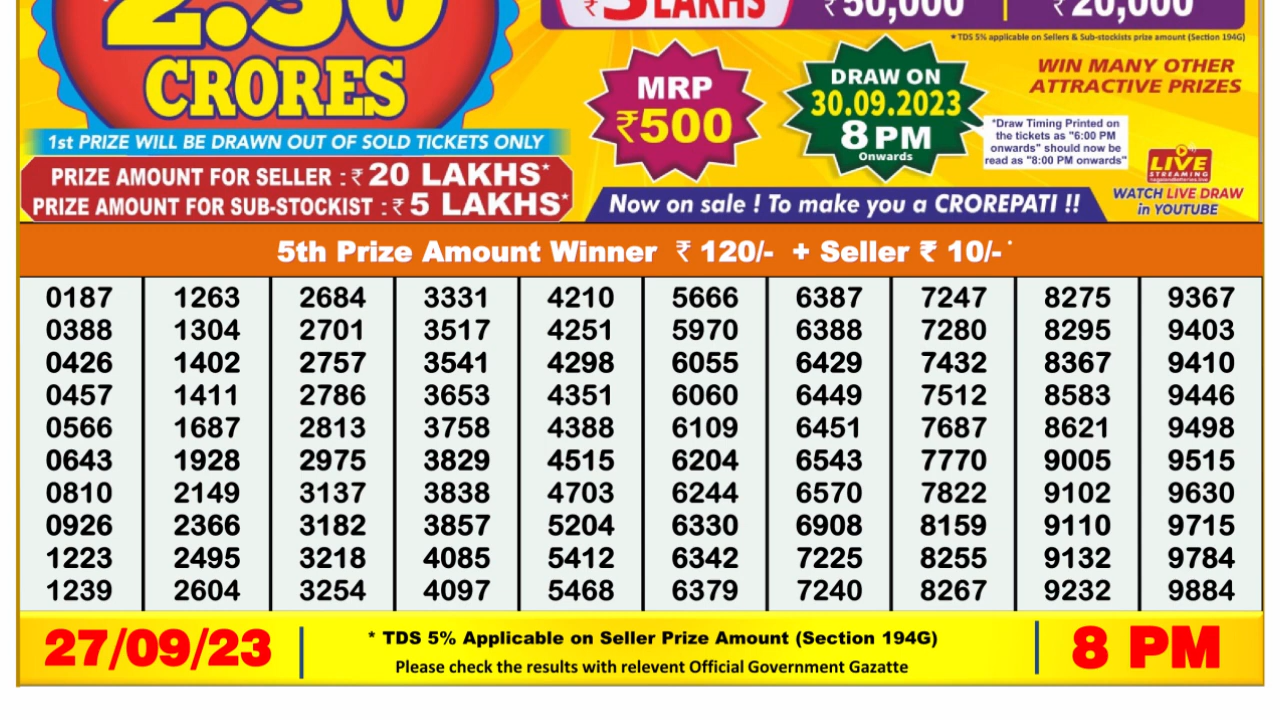 2.50
CRORES
1st PRIZE WILL BE DRAWN OUT OF SOLD TICKETS ONLY
PRIZE AMOUNT FOR SELLER : ₹ 20 LAKHS*
PRIZE AMOUNT FOR SUB-STOCKIST : ₹ 5 LAKHS*
₹ 5 LAKHS
₹50,000
₹20,000
* TDS 5% applicable on Sellers & Sub-stockists prize amount (Section 194G)
MRP
₹500
DRAW ON
30.09.2023
8 PM
Onwards
WIN MANY OTHER
ATTRACTIVE PRIZES
"Draw Timing Printed on
the tickets as "6:00 PM
onwards" should now be
read as "8:00 PM onwards"
LIVE
STREAMING
WATCH LIVE DRAW
in YOUTUBE
Now on sale ! To make you a CROREPATI !!
5th Prize Amount Winner ₹ 120/- + Seller ₹ 10/- *
0187 1263 2684 3331 4210 5666 6387 7247 8275 9367
0388 1304 2701 3517 4251 5970 6388 7280 8295 9403
0426 1402 2757 3541 4298 6055 6429 7432 8367 9410
0457 1411 2786 3653 4351 6060 6449 7512 8583 9446
0566 1687 2813 3758 4388 6109 6451 7687 8621 9498
0643 1928 2975 3829 4515 6204 6543 7770 9005 9515
0810 2149 3137 3838 4703 6244 6570 7822 9102 9630
0926 2366 3182 3857 5204 6330 6908 8159 9110 9715
1223 2495 3218 4085 5412 6342 7225 8255 9132 9784
1239 2604 3254 4097 5468 6379 7240 8267 9232 9884
27/09/23
* TDS 5% Applicable on Seller Prize Amount (Section 194G)
Please check the results with relevent Official Government Gazatte
8 PM